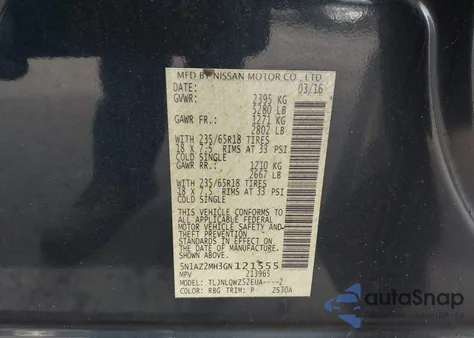 MFD BY NISSAN MOTOR CO., LTD.
DATE: 03/16
GVWR: 2395 KG
5280 LB
GAWR FR.: 1271 KG
2802 LB
WITH 235/65R18 TIRES
18 X 7.5 RIMS AT 33 PSI
COLD SINGLE
GAWR RR.: 1210 KG
2667 LB
WITH 235/65R18 TIRES
18 X 7.5 RIMS AT 33 PSI
COLD SINGLE
THIS VEHICLE CONFORMS TO
ALL APPLICABLE FEDERAL
MOTOR VEHICLE SAFETY
STANDARDS IN EFFECT ON
THE DATE OF MANUFACTURE
SHOWN ABOVE.
5N1AZ2MH3GN121555
MPV 213965
MODEL: TLJNLQWZ52EUA----2
COLOR: RBG TRIM: P ZS30A
autoSnap